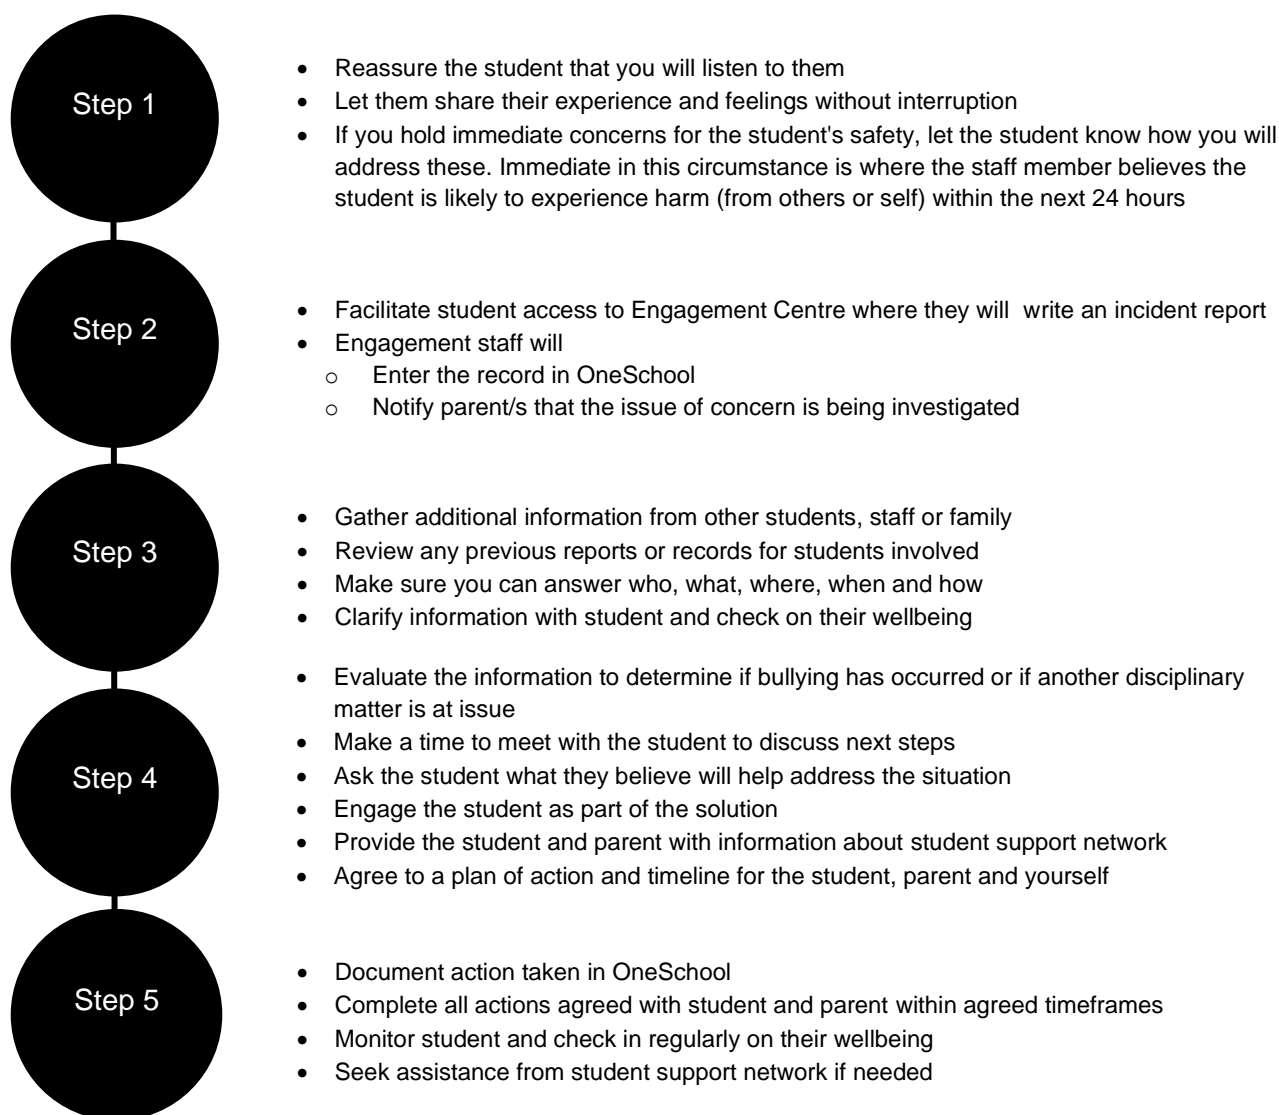 Step 1
• Reassure the student that you will listen to them
• Let them share their experience and feelings without interruption
• If you hold immediate concerns for the student's safety, let the student know how you will
address these. Immediate in this circumstance is where the staff member believes the
student is likely to experience harm (from others or self) within the next 24 hours
Step 2
• Facilitate student access to Engagement Centre where they will  write an incident report
• Engagement staff will
o Enter the record in OneSchool
o Notify parent/s that the issue of concern is being investigated
Step 3
• Gather additional information from other students, staff or family
• Review any previous reports or records for students involved
• Make sure you can answer who, what, where, when and how
• Clarify information with student and check on their wellbeing
Step 4
• Evaluate the information to determine if bullying has occurred or if another disciplinary
matter is at issue
• Make a time to meet with the student to discuss next steps
• Ask the student what they believe will help address the situation
• Engage the student as part of the solution
• Provide the student and parent with information about student support network
• Agree to a plan of action and timeline for the student, parent and yourself
Step 5
• Document action taken in OneSchool
• Complete all actions agreed with student and parent within agreed timeframes
• Monitor student and check in regularly on their wellbeing
• Seek assistance from student support network if needed